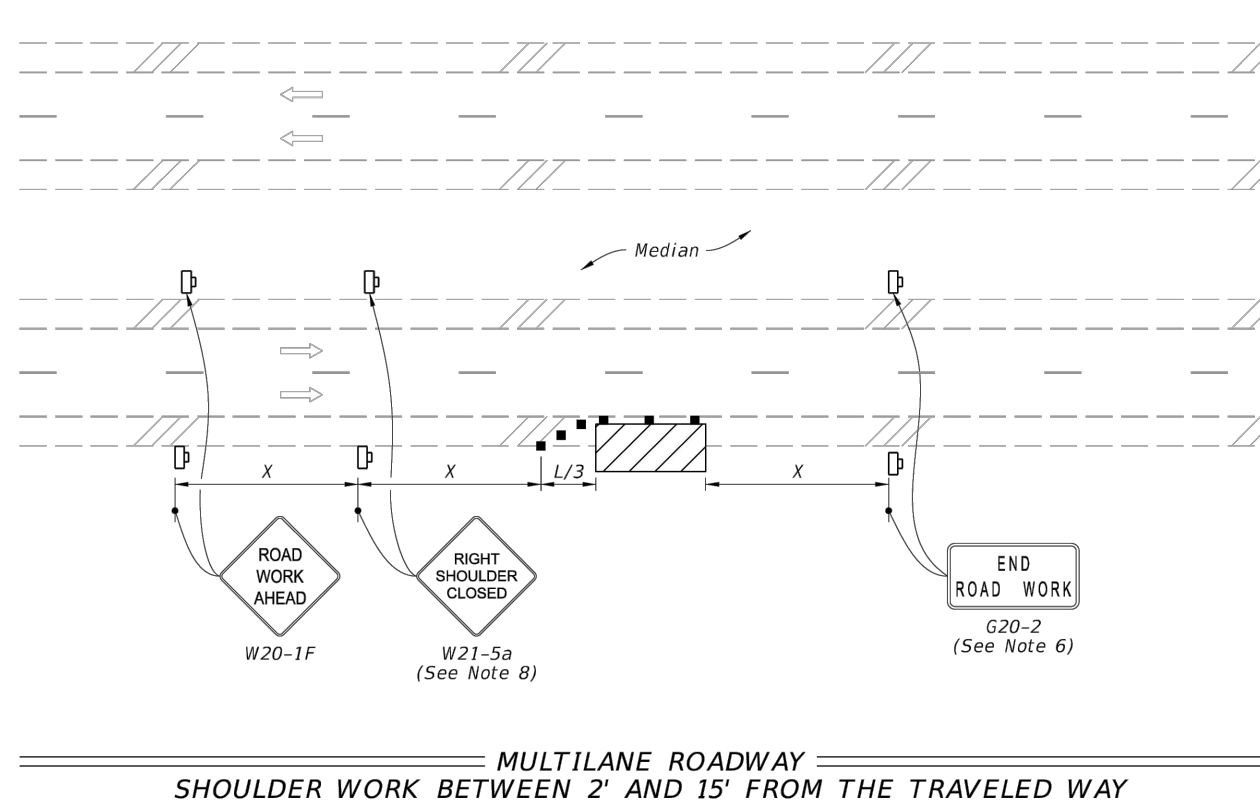 Median
X
X
L/3
X
ROAD
WORK
AHEAD
W20-1F
RIGHT
SHOULDER
CLOSED
W21-5a
(See Note 8)
END
ROAD WORK
G20-2
(See Note 6)
MULTILANE ROADWAY
SHOULDER WORK BETWEEN 2' AND 15' FROM THE TRAVELED WAY